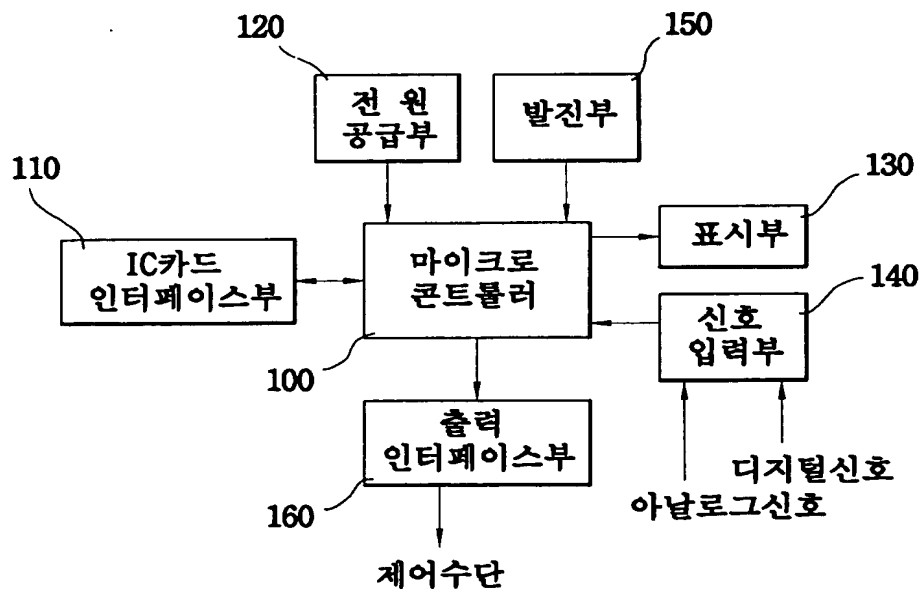 120
150
전 원
공급부
발진부
110
130
표시부
IC카드
인터페이스부
마이크로
콘트롤러
140
신호
입력부
100
출력
인터페이스부
160
디지털신호
아날로그신호
제어수단